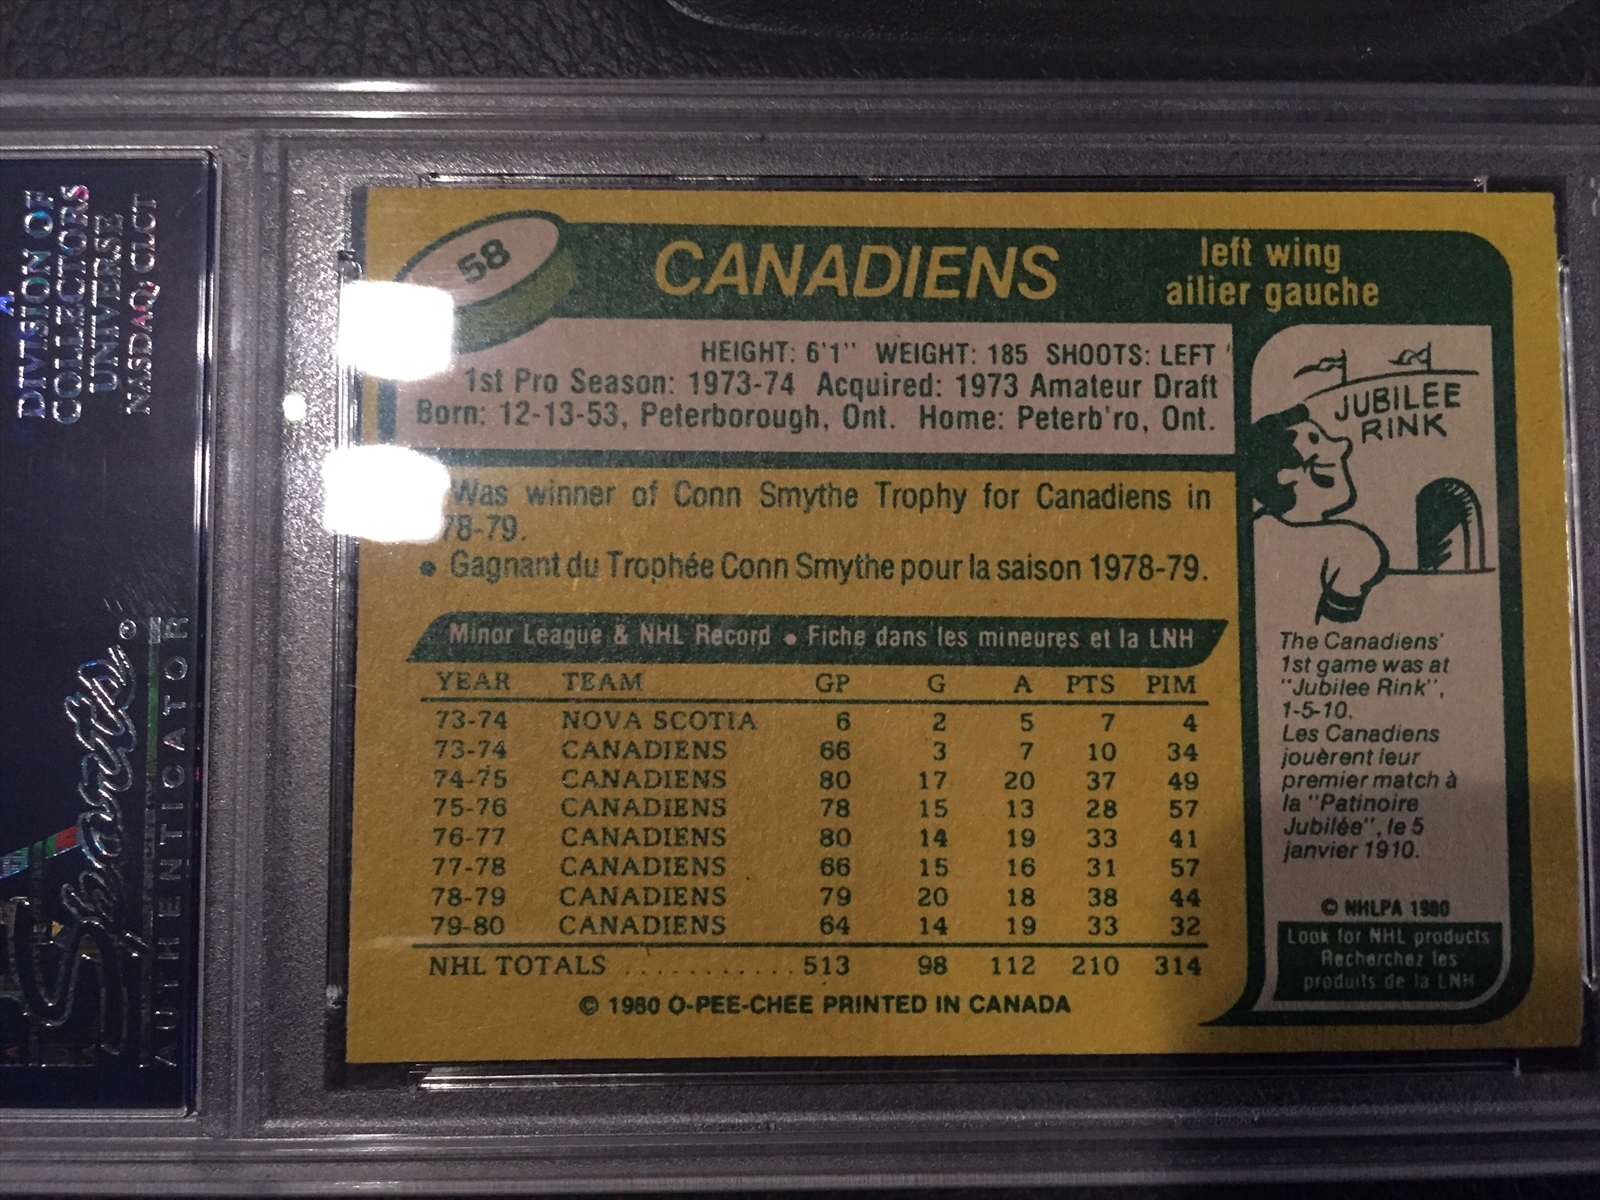 DIVISION OF
COLLECTORS
UNIVERSE
NASDAQ: CLCT
AUTHENTICATOR
58
CANADIENS
left wing
ailier gauche
HEIGHT: 6'1" WEIGHT: 185 SHOOTS: LEFT
1st Pro Season: 1973-74 Acquired: 1973 Amateur Draft
Born: 12-13-53, Peterborough, Ont. Home: Peterb'ro, Ont.
Was winner of Conn Smythe Trophy for Canadiens in
78-79.
• Gagnant du Trophée Conn Smythe pour la saison 1978-79.
Minor League & NHL Record • Fiche dans les mineures et la LNH
YEAR TEAM GP G A PTS PIM
73-74 NOVA SCOTIA 6 2 5 7 4
73-74 CANADIENS 66 3 7 10 34
74-75 CANADIENS 80 17 20 37 49
75-76 CANADIENS 78 15 13 28 57
76-77 CANADIENS 80 14 19 33 41
77-78 CANADIENS 66 15 16 31 57
78-79 CANADIENS 79 20 18 38 44
79-80 CANADIENS 64 14 19 33 32
NHL TOTALS ........... 513 98 112 210 314
© 1980 O-PEE-CHEE PRINTED IN CANADA
JUBILEE
RINK
The Canadiens'
1st game was at
"Jubilee Rink",
1-5-10.
Les Canadiens
jouèrent leur
premier match à
la "Patinoire
Jubilée", le 5
janvier 1910.
© NHLPA 1980
Look for NHL products
Recherchez les
produits de la LNH